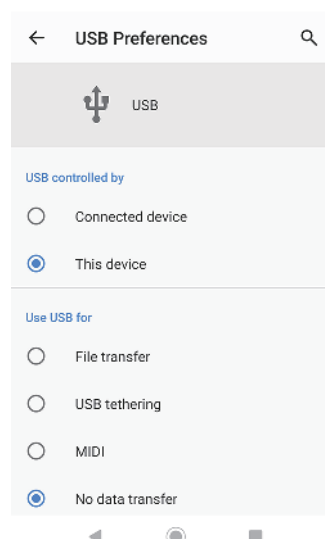 USB Preferences
USB
USB controlled by
Connected device
This device
Use USB for
File transfer
USB tethering
MIDI
No data transfer